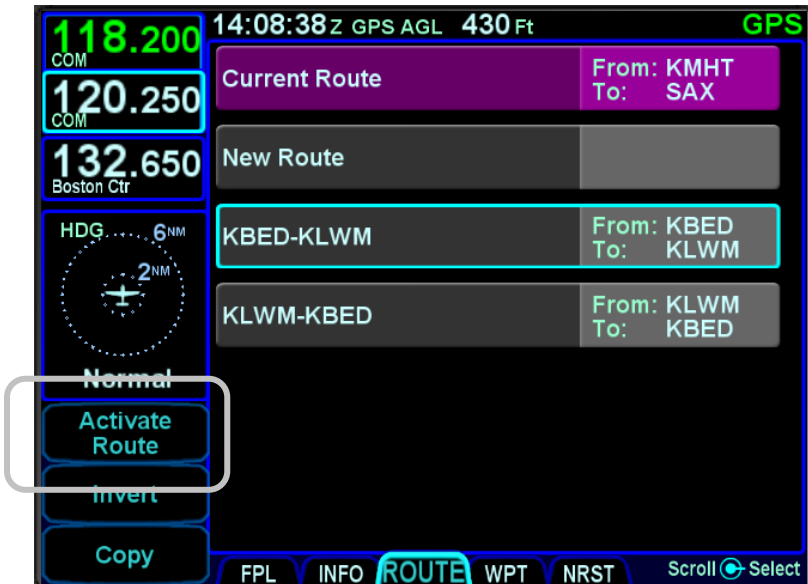 118.200
COM
120.250
COM
132.650
Boston Ctr
HDG 6NM
2NM
Normal
Activate
Route
Invert
Copy
14:08:38 Z GPS AGL 430 Ft GPS
Current Route From: KMHT
To: SAX
New Route
KBED-KLWM From: KBED
To: KLWM
KLWM-KBED From: KLWM
To: KBED
FPL INFO ROUTE WPT NRST Scroll Select